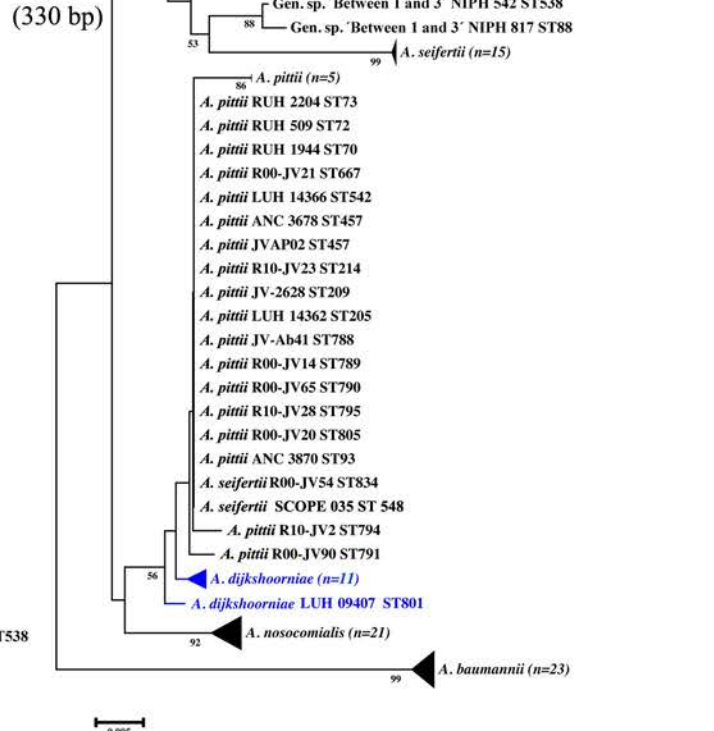 (330 bp)
Gen. sp. ´Between 1 and 3´ NIPH 542 ST538
88
Gen. sp. ´Between 1 and 3´ NIPH 817 ST88
53
A. seifertii (n=15)
99
A. pittii (n=5)
86
A. pittii RUH 2204 ST73
A. pittii RUH 509 ST72
A. pittii RUH 1944 ST70
A. pittii R00-JV21 ST667
A. pittii LUH 14366 ST542
A. pittii ANC 3678 ST457
A. pittii JVAP02 ST457
A. pittii R10-JV23 ST214
A. pittii JV-2628 ST209
A. pittii LUH 14362 ST205
A. pittii JV-Ab41 ST788
A. pittii R00-JV14 ST789
A. pittii R00-JV65 ST790
A. pittii R10-JV28 ST795
A. pittii R00-JV20 ST805
A. pittii ANC 3870 ST93
A. seifertii R00-JV54 ST834
A. seifertii SCOPE 035 ST 548
A. pittii R10-JV2 ST794
A. pittii R00-JV90 ST791
56
A. dijkshoorniae (n=11)
A. dijkshoorniae LUH 09407 ST801
T538
A. nosocomialis (n=21)
92
A. baumannii (n=23)
99